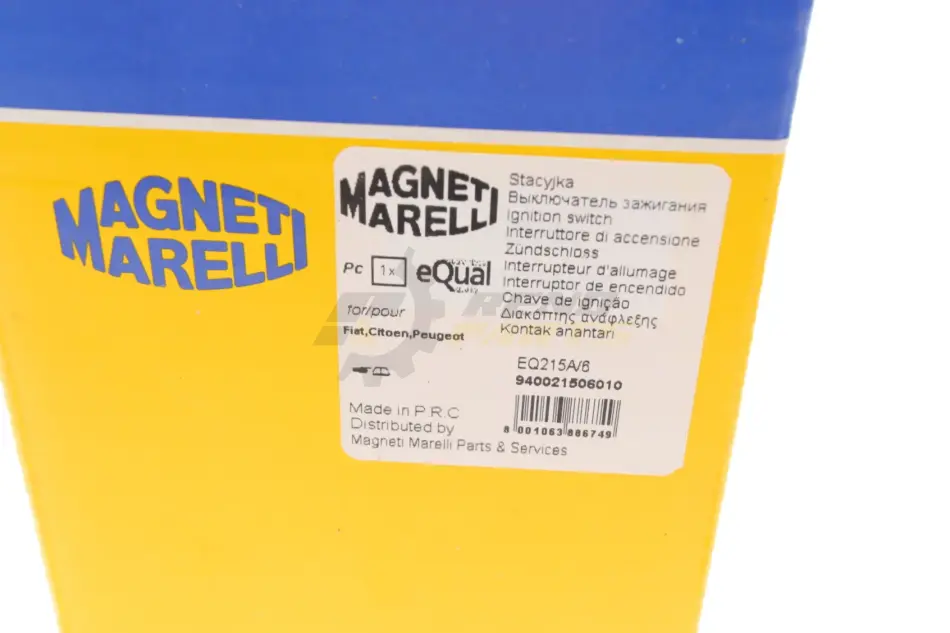 MAGNETI
MARELLI
MAGNETI
MARELLI
Pc 1x eQual
for/pour
Fiat,Citoen,Peugeot
Made in P.R.C
Distributed by
Magneti Marelli Parts & Services
Stacyjka
Выключатель зажигания
Ignition switch
Interruttore di accensione
Zündschloss
Interrupteur d'allumage
Interruptor de encendido
Chave de ignição
Διακόπτης ανάφλεξης
Kontak anantari
EQ215A/6
940021506010
8 001063 886749